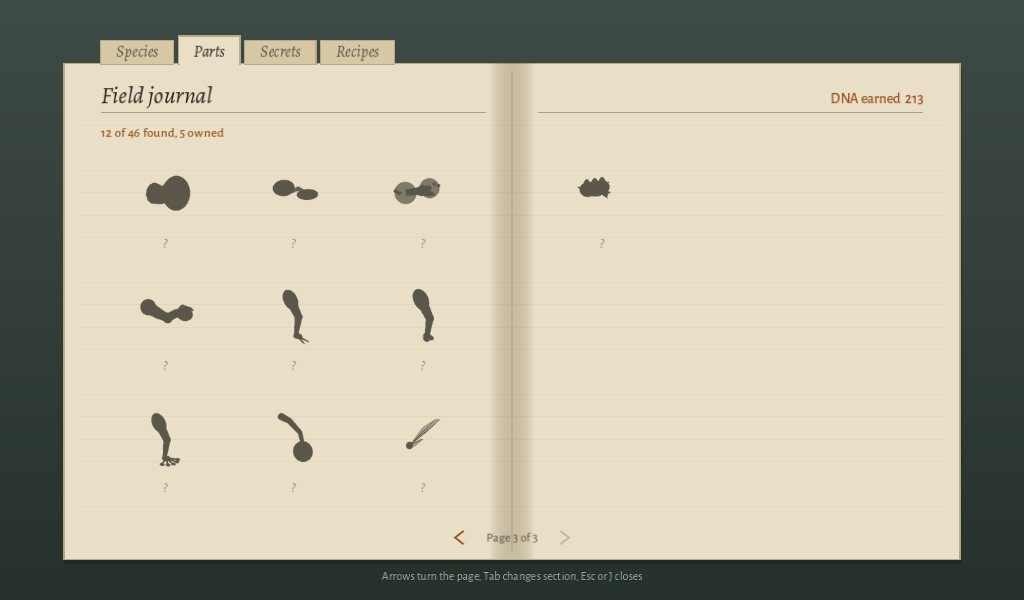 Species Parts Secrets Recipes
Field journal
DNA earned 213
12 of 46 found, 5 owned
? ? ? ?
? ? ?
? ? ?
Page 3 of 3
Arrows turn the page, Tab changes section, Esc or J closes